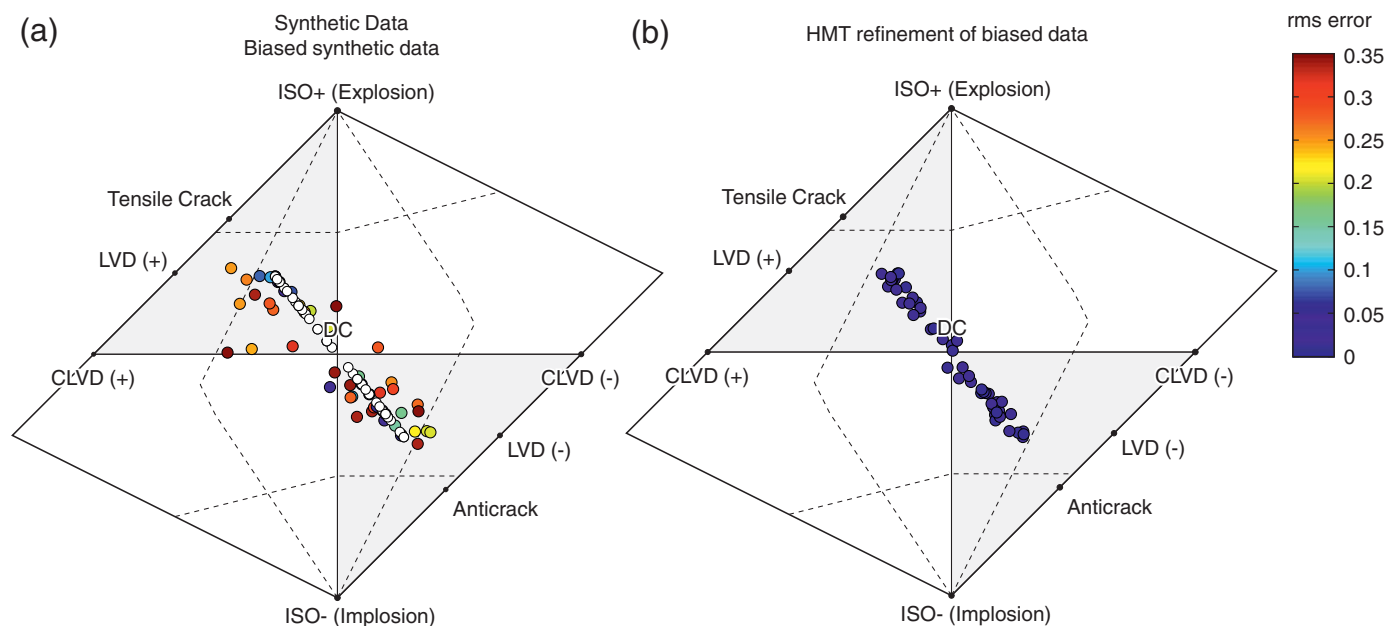 (a)
Synthetic Data
Biased synthetic data
ISO+ (Explosion)
Tensile Crack
LVD (+)
DC
CLVD (+)
CLVD (-)
LVD (-)
Anticrack
ISO- (Implosion)
(b)
HMT refinement of biased data
ISO+ (Explosion)
Tensile Crack
LVD (+)
DC
CLVD (+)
CLVD (-)
LVD (-)
Anticrack
ISO- (Implosion)
rms error
0.35
0.3
0.25
0.2
0.15
0.1
0.05
0